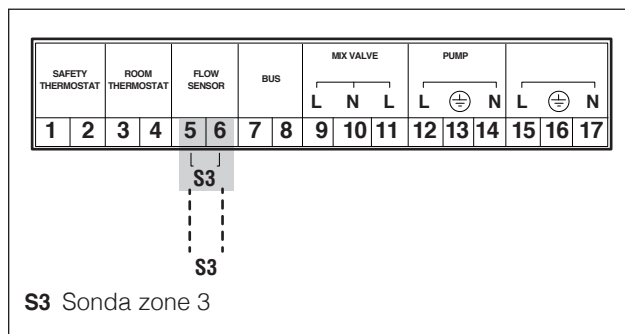 SAFETY THERMOSTAT
ROOM THERMOSTAT
FLOW SENSOR
BUS
MIX VALVE
PUMP
L N L L N L N
1 2 3 4 5 6 7 8 9 10 11 12 13 14 15 16 17
S3
S3
S3 Sonda zone 3